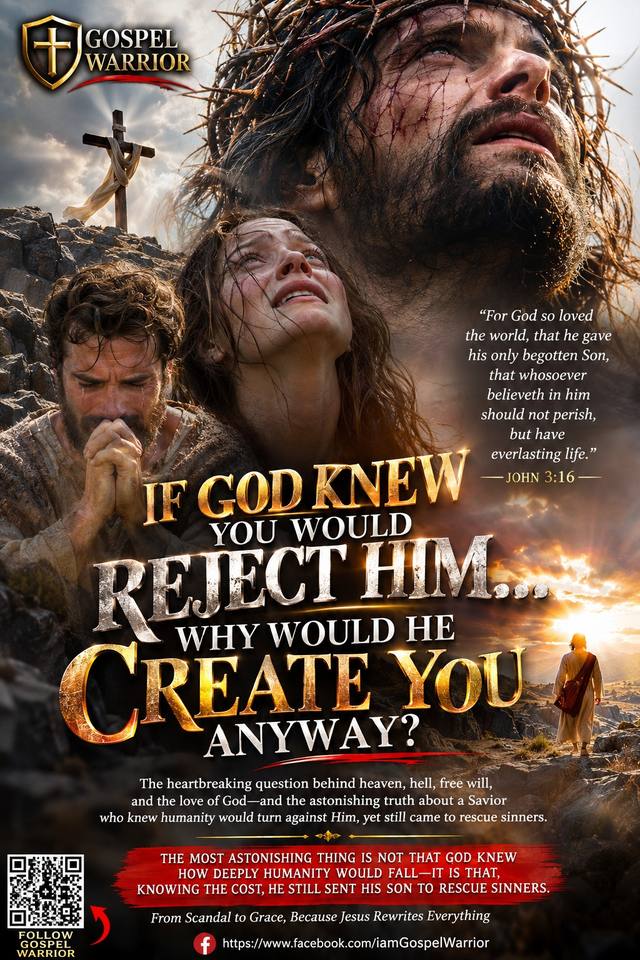 GOSPEL
WARRIOR
“For God so loved
the world, that he gave
his only begotten Son,
that whosoever
believeth in him
should not perish,
but have
everlasting life.”
JOHN 3:16
IF GOD KNEW
YOU WOULD
REJECT HIM...
WHY WOULD HE
CREATE YOU
ANYWAY?
The heartbreaking question behind heaven, hell, free will,
and the love of God—and the astonishing truth about a Savior
who knew humanity would turn against Him, yet still came to rescue sinners.
THE MOST ASTONISHING THING IS NOT THAT GOD KNEW
HOW DEEPLY HUMANITY WOULD FALL—IT IS THAT,
KNOWING THE COST, HE STILL SENT HIS SON TO RESCUE SINNERS.
From Scandal to Grace, Because Jesus Rewrites Everything
FOLLOW
GOSPEL
WARRIOR
https://www.facebook.com/iamGospelWarrior